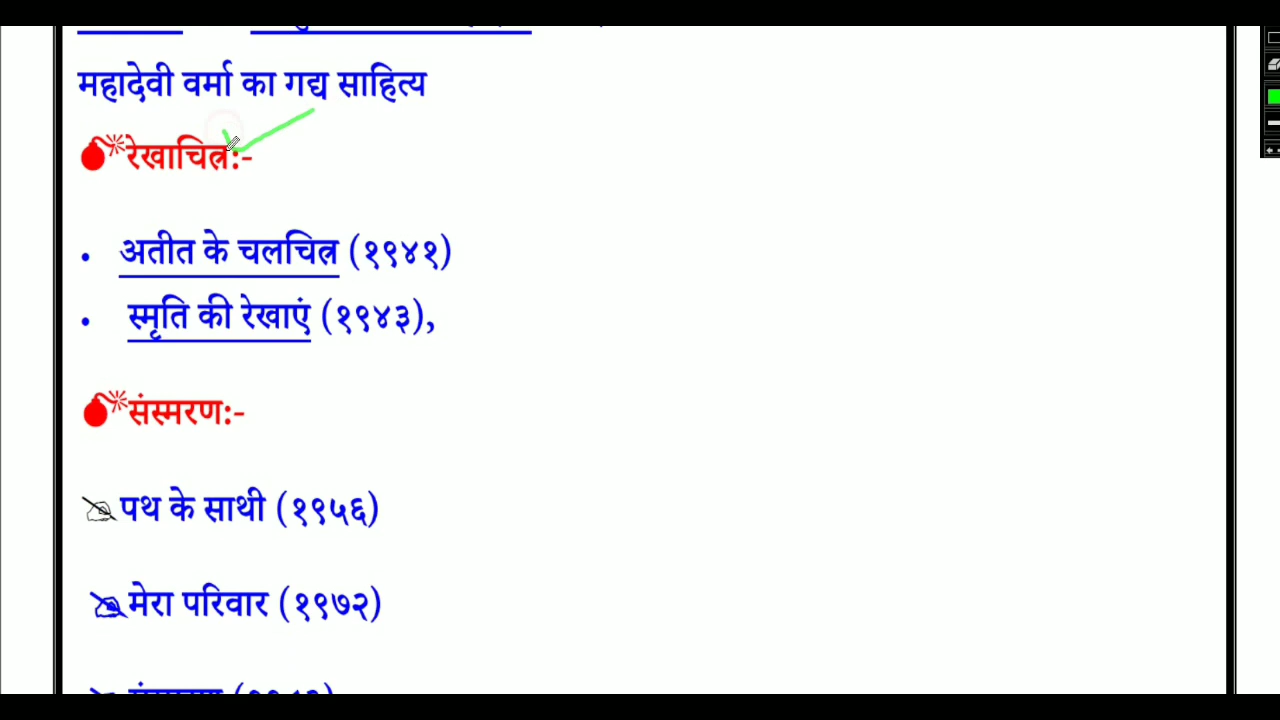 महादेवी वर्मा का गद्य साहित्य
रेखाचित्र:-
• अतीत के चलचित्र (१९४१)
• स्मृति की रेखाएं (१९४३),
संस्मरण:-
पथ के साथी (१९५६)
मेरा परिवार (१९७२)